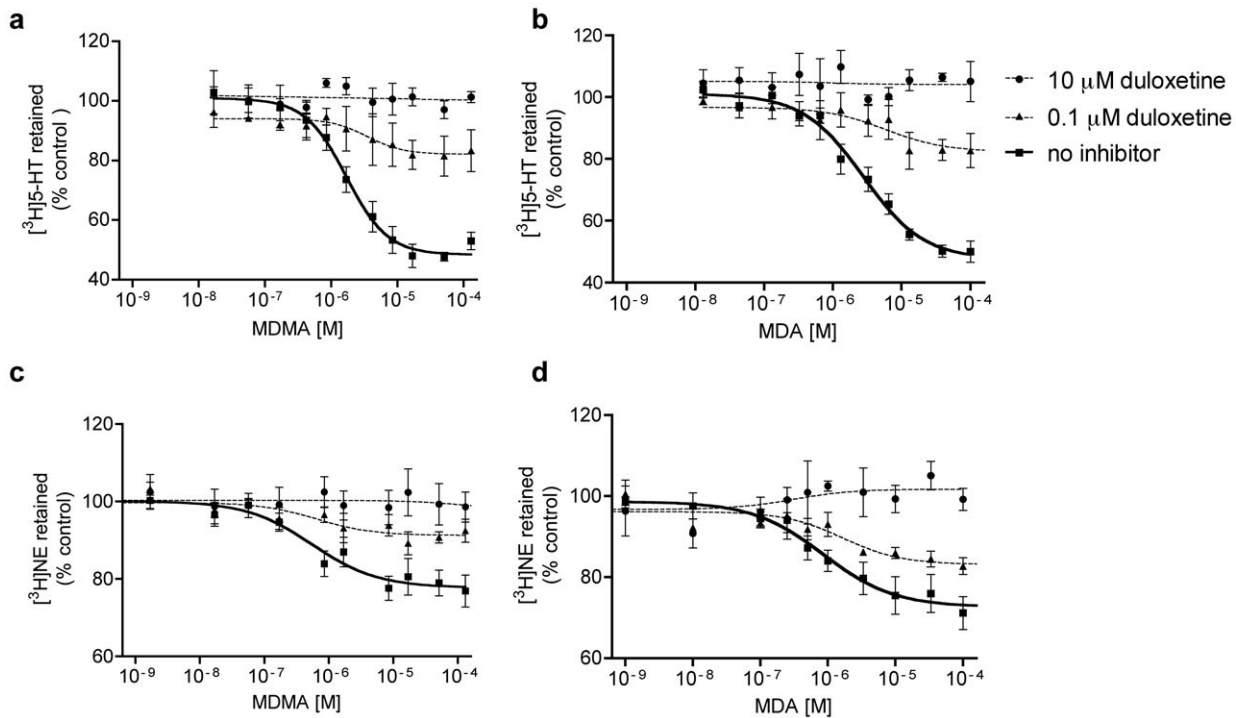 a
120
100
80
60
40
[³H]5-HT retained
(% control)
10⁻⁹ 10⁻⁸ 10⁻⁷ 10⁻⁶ 10⁻⁵ 10⁻⁴
MDMA [M]
b
120
100
80
60
40
[³H]5-HT retained
(% control)
10⁻⁹ 10⁻⁸ 10⁻⁷ 10⁻⁶ 10⁻⁵ 10⁻⁴
MDA [M]
10 μM duloxetine
0.1 μM duloxetine
no inhibitor
c
120
100
80
60
[³H]NE retained
(% control)
10⁻⁹ 10⁻⁸ 10⁻⁷ 10⁻⁶ 10⁻⁵ 10⁻⁴
MDMA [M]
d
120
100
80
60
[³H]NE retained
(% control)
10⁻⁹ 10⁻⁸ 10⁻⁷ 10⁻⁶ 10⁻⁵ 10⁻⁴
MDA [M]